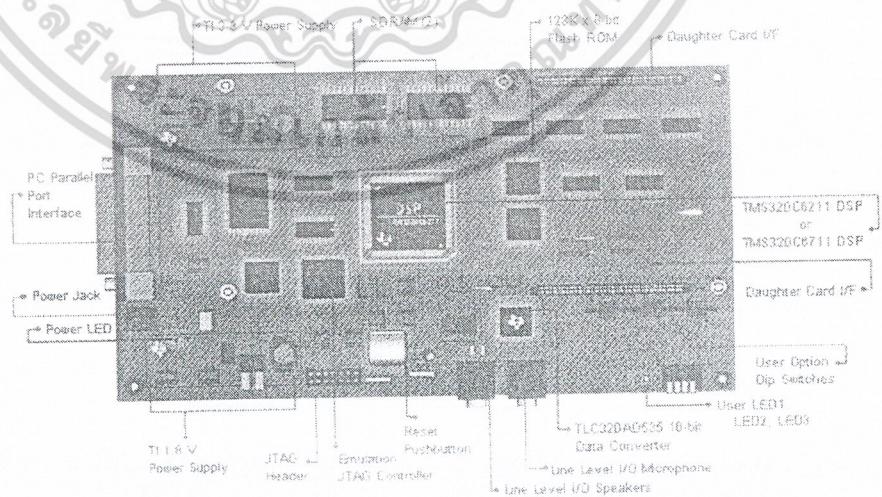 TI 3.3 V Power Supply
SDRAM(2)
128K x 8-bit
Flash ROM
Daughter Card I/F
PC Parallel
Port
Interface
DSP
TMS320C6211 DSP
or
TMS320C6711 DSP
Power Jack
Daughter Card I/F
Power LED
User Option
Dip Switches
User LED1
LED2, LED3
TI 1.8 V
Power Supply
JTAG
Header
Emulation
JTAG Controller
Reset
Pushbutton
TLC320AD535 16-bit
Data Converter
Line Level I/O Microphone
Line Level I/O Speakers